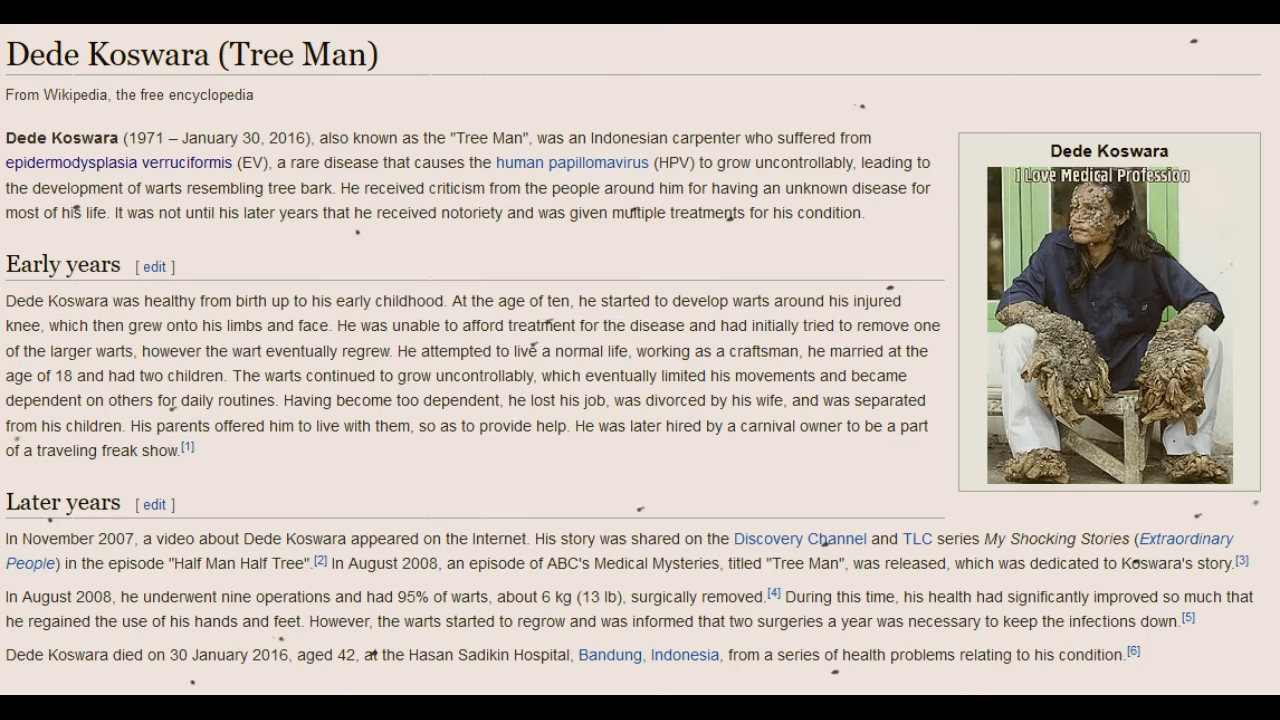 Dede Koswara (Tree Man)
From Wikipedia, the free encyclopedia
Dede Koswara (1971 – January 30, 2016), also known as the "Tree Man", was an Indonesian carpenter who suffered from
epidermodysplasia verruciformis (EV), a rare disease that causes the human papillomavirus (HPV) to grow uncontrollably, leading to
the development of warts resembling tree bark. He received criticism from the people around him for having an unknown disease for
most of his life. It was not until his later years that he received notoriety and was given multiple treatments for his condition.
Dede Koswara
I Love Medical Profession
Early years [ edit ]
Dede Koswara was healthy from birth up to his early childhood. At the age of ten, he started to develop warts around his injured
knee, which then grew onto his limbs and face. He was unable to afford treatment for the disease and had initially tried to remove one
of the larger warts, however the wart eventually regrew. He attempted to live a normal life, working as a craftsman, he married at the
age of 18 and had two children. The warts continued to grow uncontrollably, which eventually limited his movements and became
dependent on others for daily routines. Having become too dependent, he lost his job, was divorced by his wife, and was separated
from his children. His parents offered him to live with them, so as to provide help. He was later hired by a carnival owner to be a part
of a traveling freak show.[1]
Later years [ edit ]
In November 2007, a video about Dede Koswara appeared on the Internet. His story was shared on the Discovery Channel and TLC series My Shocking Stories (Extraordinary
People) in the episode "Half Man Half Tree".[2] In August 2008, an episode of ABC's Medical Mysteries, titled "Tree Man", was released, which was dedicated to Koswara's story.[3]
In August 2008, he underwent nine operations and had 95% of warts, about 6 kg (13 lb), surgically removed.[4] During this time, his health had significantly improved so much that
he regained the use of his hands and feet. However, the warts started to regrow and was informed that two surgeries a year was necessary to keep the infections down.[5]
Dede Koswara died on 30 January 2016, aged 42, at the Hasan Sadikin Hospital, Bandung, Indonesia, from a series of health problems relating to his condition.[6]